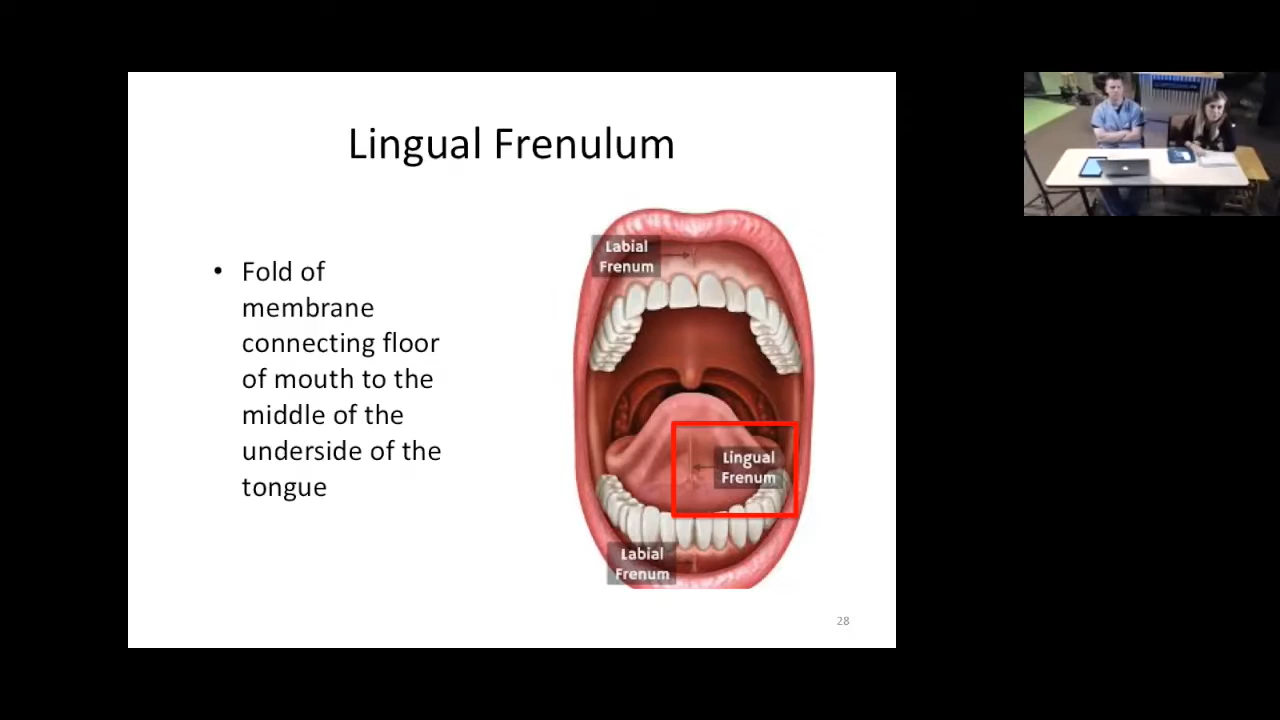 Lingual Frenulum
• Fold of
membrane
connecting floor
of mouth to the
middle of the
underside of the
tongue
Labial
Frenum
Lingual
Frenum
Labial
Frenum
28